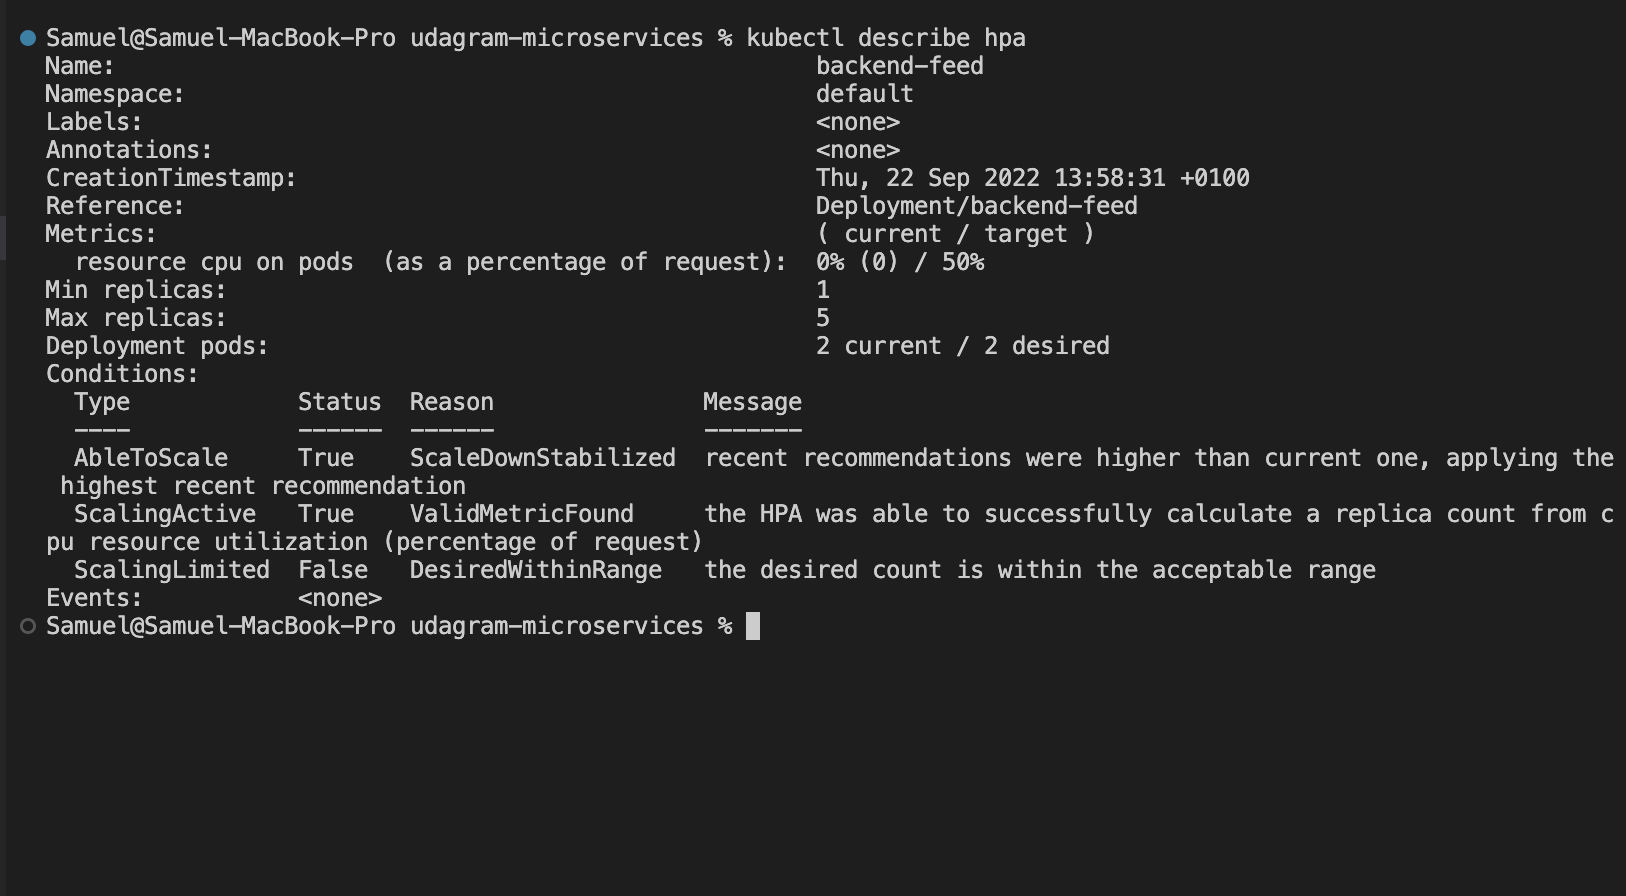 Samuel@Samuel-MacBook-Pro udagram-microservices % kubectl describe hpa
Name:                                                  backend-feed
Namespace:                                             default
Labels:                                                <none>
Annotations:                                           <none>
CreationTimestamp:                                     Thu, 22 Sep 2022 13:58:31 +0100
Reference:                                             Deployment/backend-feed
Metrics:                                               ( current / target )
  resource cpu on pods  (as a percentage of request):  0% (0) / 50%
Min replicas:                                          1
Max replicas:                                          5
Deployment pods:                                       2 current / 2 desired
Conditions:
  Type            Status  Reason               Message
  ----            ------  ------               -------
  AbleToScale     True    ScaleDownStabilized  recent recommendations were higher than current one, applying the
 highest recent recommendation
  ScalingActive   True    ValidMetricFound     the HPA was able to successfully calculate a replica count from c
pu resource utilization (percentage of request)
  ScalingLimited  False   DesiredWithinRange   the desired count is within the acceptable range
Events:           <none>
Samuel@Samuel-MacBook-Pro udagram-microservices %